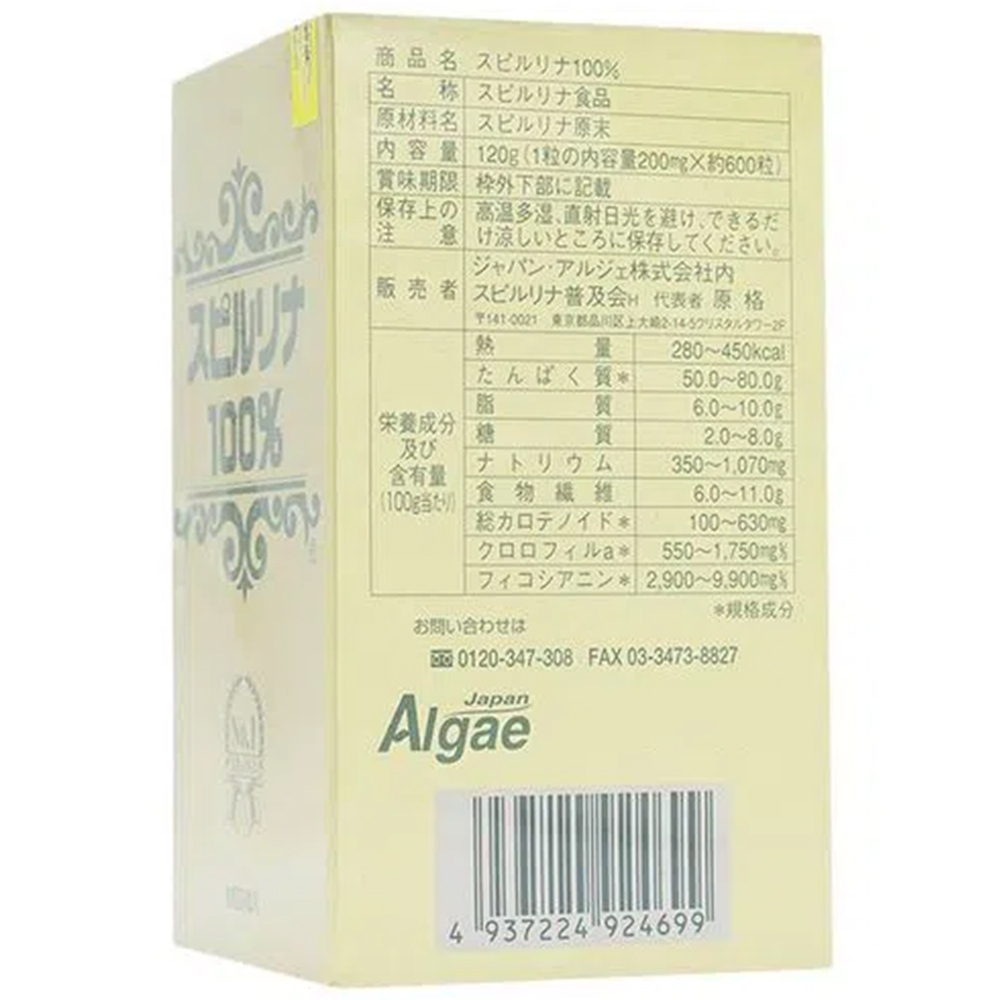 スピルリナ
100%
No.1
商品名 スピルリナ100%
名称 スピルリナ食品
原材料名 スピルリナ原末
内容量 120g(1粒の内容量200mg×約600粒)
賞味期限 枠外下部に記載
保存上の注意 高温多湿、直射日光を避け、できるだ
け涼しいところに保存してください。
販売者 ジャパン・アルジェ株式会社内
スピルリナ普及会H 代表者 原 格
〒141-0021 東京都品川区上大崎2-14-5クリスタルタワー2F
栄養成分
及び
含有量
(100g当たり)
熱量 280〜450kcal
たんぱく質* 50.0〜80.0g
脂質 6.0〜10.0g
糖質 2.0〜8.0g
ナトリウム 350〜1,070mg
食物繊維 6.0〜11.0g
総カロテノイド* 100〜630mg
クロロフィルa* 550〜1,750mg%
フィコシアニン* 2,900〜9,900mg%
*規格成分
お問い合わせは
0120-347-308 FAX 03-3473-8827
Japan
Algae
4 937224 924699